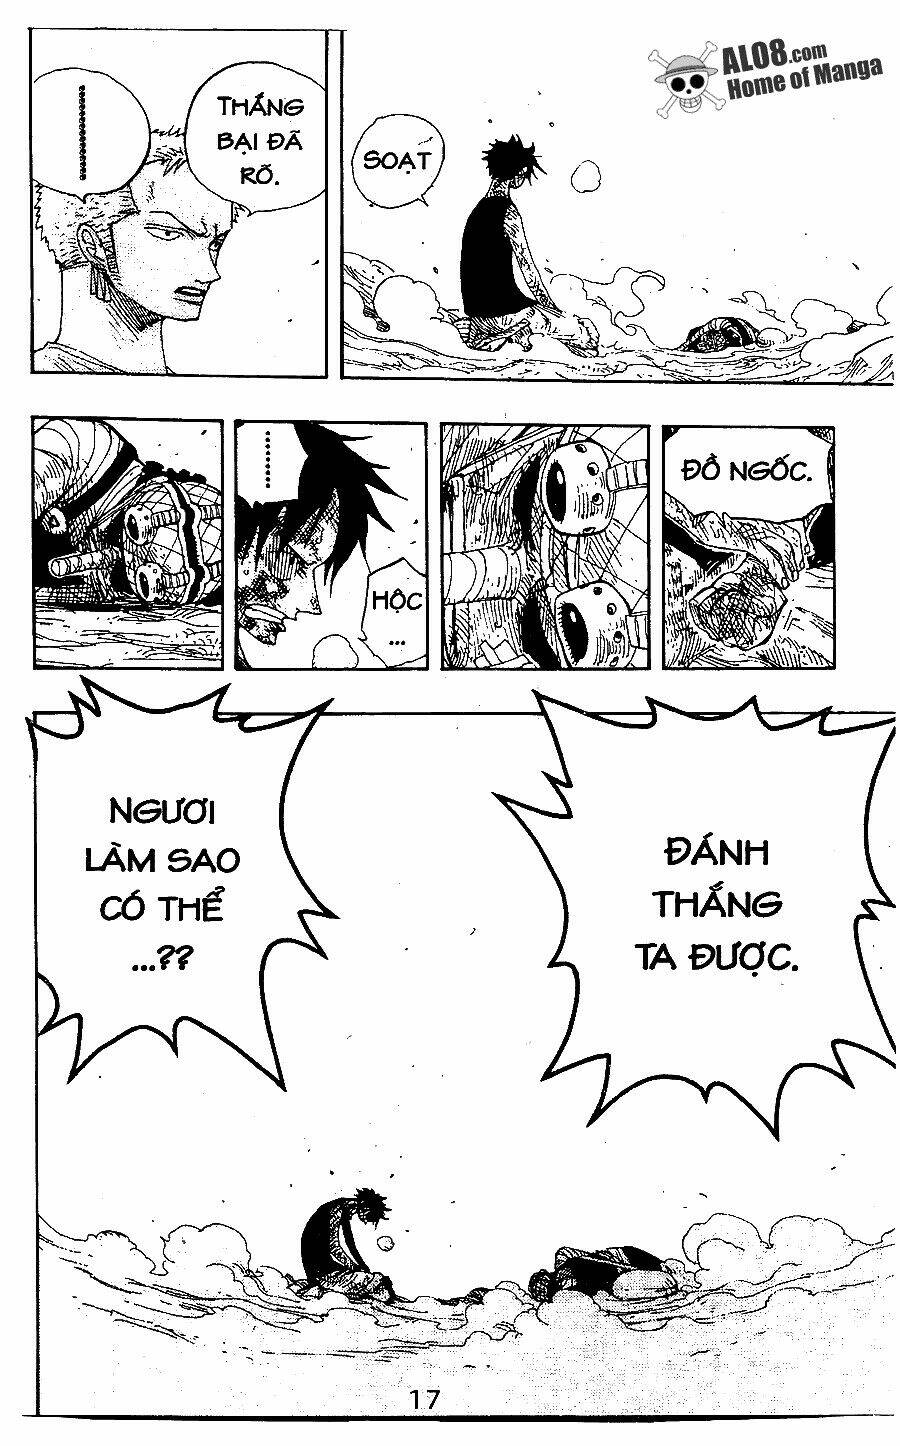 AL08.com
Home of Manga
..........
THẮNG
BẠI ĐÃ
RÕ.
SOẠT
.........
HỘC
...
ĐỒ NGỐC.
NGƯƠI
LÀM SAO
CÓ THỂ
...??
ĐÁNH
THẮNG
TA ĐƯỢC.
17